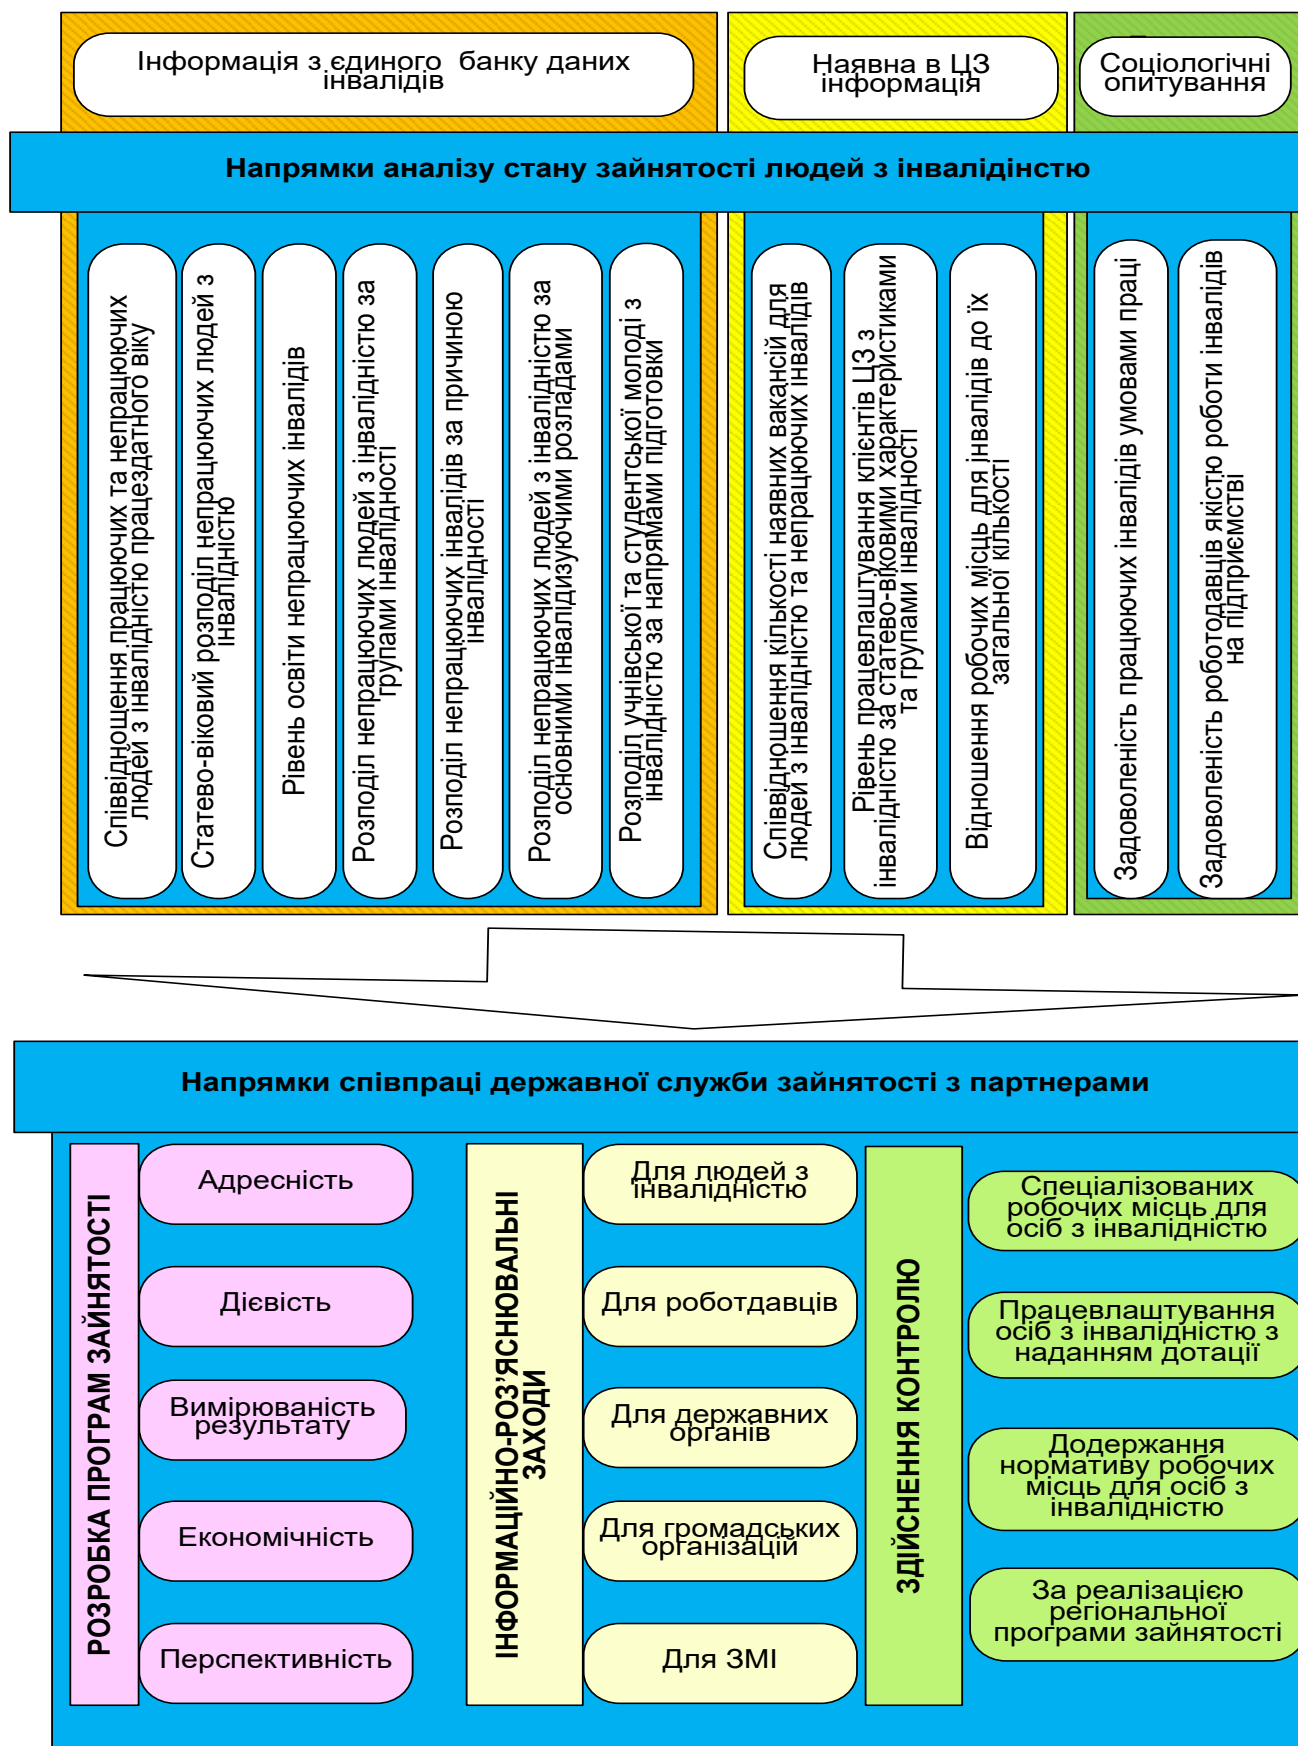 Інформація з єдиного банку даних
інвалідів
Наявна в ЦЗ
інформація
Соціологічні
опитування
Напрямки аналізу стану зайнятості людей з інвалідінстю
Співвідношення працюючих та непрацюючих
людей з інвалідністю працездатного віку
Статево-віковий розподіл непрацюючих людей з
інвалідністю
Рівень освіти непрацюючих інвалідів
Розподіл непрацюючих людей з інвалідністю за
групами інвалідності
Розподіл непрацюючих інвалідів за причиною
інвалідності
Розподіл непрацюючих людей з інвалідністю за
основними інвалідизуючими розладами
Розподіл учнівської та студентської молоді з
інвалідністю за напрямами підготовки
Співвідношення кількості наявних вакансій для
людей з інвалідністю та непрацюючих інвалідів
Рівень працевлаштування клієнтів ЦЗ з
інвалідністю за статево-віковими характеристиками
та групами інвалідності
Відношення робочих місць для інвалідів до їх
загальної кількості
Задоволеність працюючих інвалідів умовами праці
Задоволеність роботодавців якістю роботи інвалідів
на підприємстві
Напрямки співпраці державної служби зайнятості з партнерами
РОЗРОБКА ПРОГРАМ ЗАЙНЯТОСТІ
Адресність
Дієвість
Вимірюваність
результату
Економічність
Перспективність
ІНФОРМАЦІЙНО-РОЗ’ЯСНЮВАЛЬНІ
ЗАХОДИ
Для людей з
інвалідністю
Для роботдавців
Для державних
органів
Для громадських
організацій
Для ЗМІ
ЗДІЙСНЕННЯ КОНТРОЛЮ
Спеціалізованих
робочих місць для
осіб з інвалідністю
Працевлаштування
осіб з інвалідністю з
наданням дотації
Додержання
нормативу робочих
місць для осіб з
інвалідністю
За реалізацією
регіональної
програми зайнятості